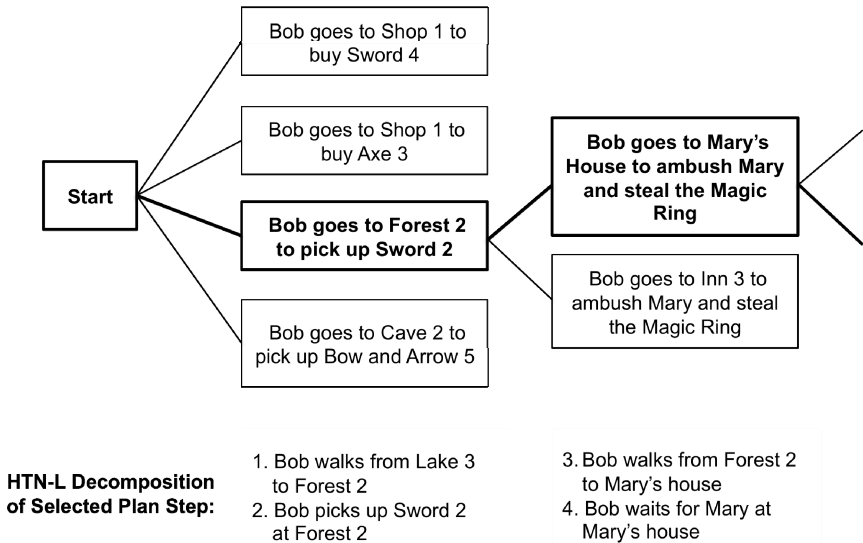 Bob goes to Shop 1 to
buy Sword 4
Bob goes to Shop 1 to
buy Axe 3
Start
Bob goes to Forest 2
to pick up Sword 2
Bob goes to Cave 2 to
pick up Bow and Arrow 5
Bob goes to Mary's
House to ambush Mary
and steal the Magic
Ring
Bob goes to Inn 3 to
ambush Mary and steal
the Magic Ring
HTN-L Decomposition
of Selected Plan Step:
1. Bob walks from Lake 3
to Forest 2
2. Bob picks up Sword 2
at Forest 2
3. Bob walks from Forest 2
to Mary's house
4. Bob waits for Mary at
Mary's house